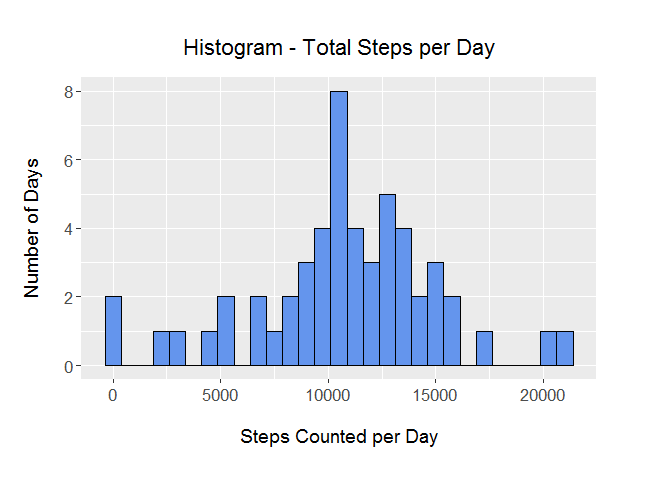 Histogram - Total Steps per Day
8
6
4
2
0
Number of Days
0 5000 10000 15000 20000
Steps Counted per Day